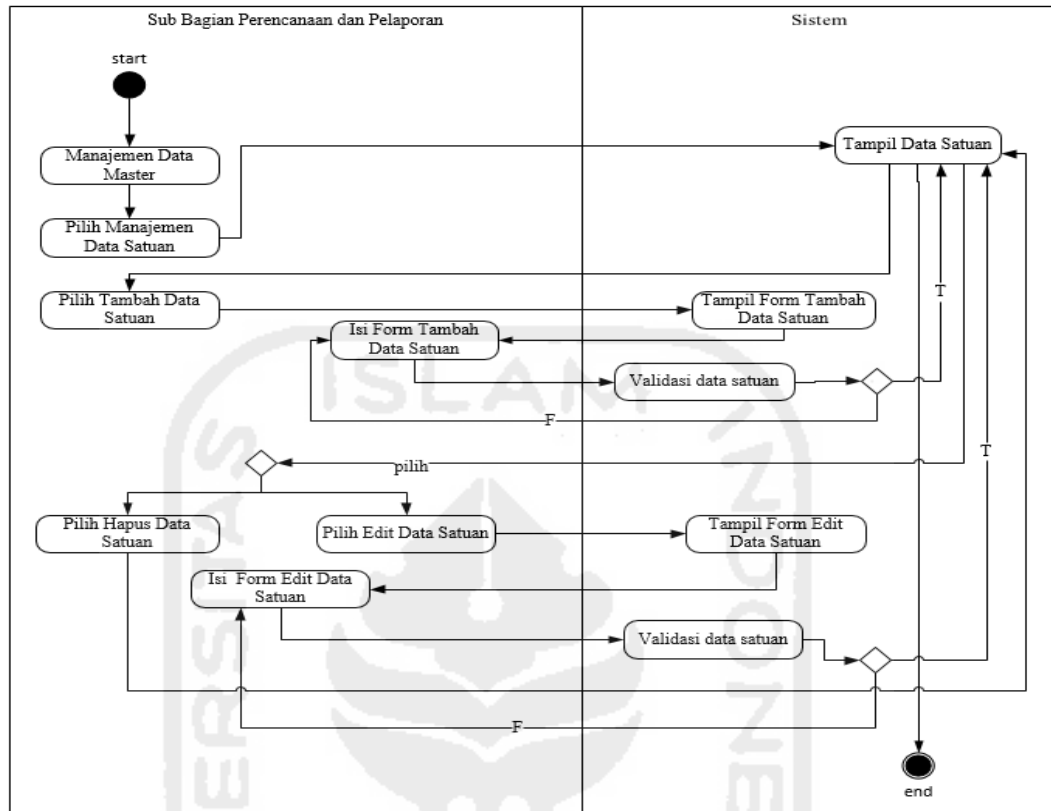 Sub Bagian Perencanaan dan Pelaporan
Sistem
start
Manajemen Data
Master
Tampil Data Satuan
Pilih Manajemen
Data Satuan
Pilih Tambah Data
Satuan
Tampil Form Tambah
Data Satuan
T
Isi Form Tambah
Data Satuan
Validasi data satuan
F
ISLAM
pilih
T
Pilih Hapus Data
Satuan
Pilih Edit Data Satuan
Tampil Form Edit
Data Satuan
Isi Form Edit Data
Satuan
Validasi data satuan
F
end
ERSITAS
INDONE